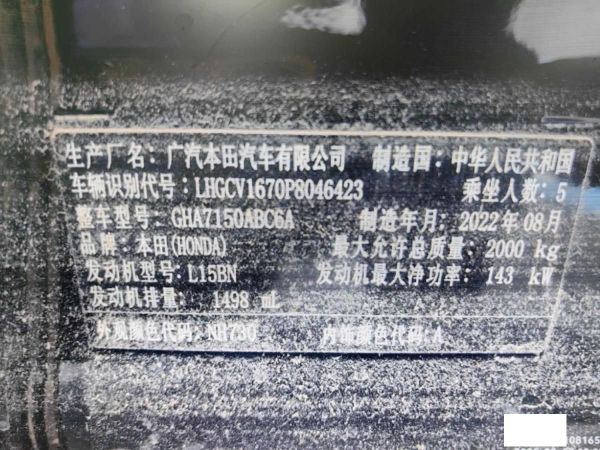 生产厂名：广汽本田汽车有限公司 制造国：中华人民共和国
车辆识别代号：LHGCV1670P8046423 乘坐人数：5
整车型号：GHA7150ABC6A 制造年月：2022年08月
品牌：本田(HONDA) 最大允许总质量：2000 kg
发动机型号：L15BN 发动机最大净功率：143 kW
发动机排量：1498 mL
外观颜色代码：NH730 内饰颜色代码：A
08165